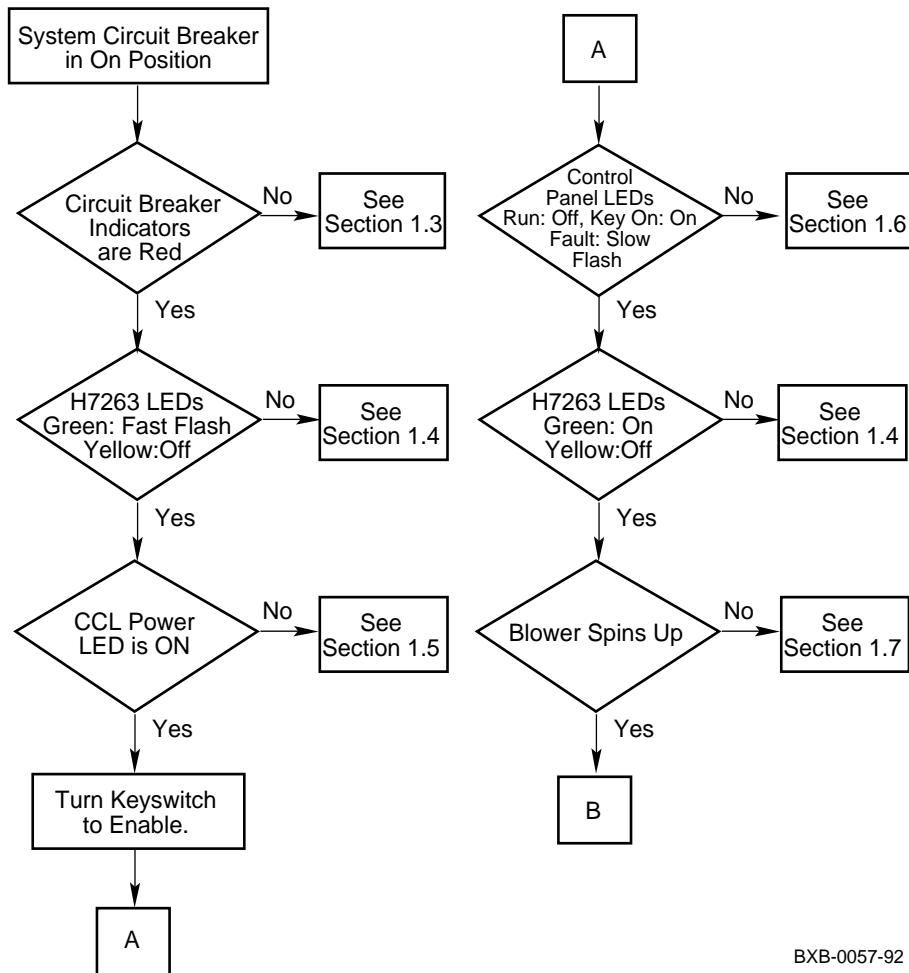 System Circuit Breaker
in On Position
Circuit Breaker
Indicators
are Red
No
See
Section 1.3
Yes
H7263 LEDs
Green: Fast Flash
Yellow:Off
No
See
Section 1.4
Yes
CCL Power
LED is ON
No
See
Section 1.5
Yes
Turn Keyswitch
to Enable.
A
A
Control
Panel LEDs
Run: Off, Key On: On
Fault: Slow
Flash
No
See
Section 1.6
Yes
H7263 LEDs
Green: On
Yellow:Off
No
See
Section 1.4
Yes
Blower Spins Up
No
See
Section 1.7
Yes
B
BXB-0057-92